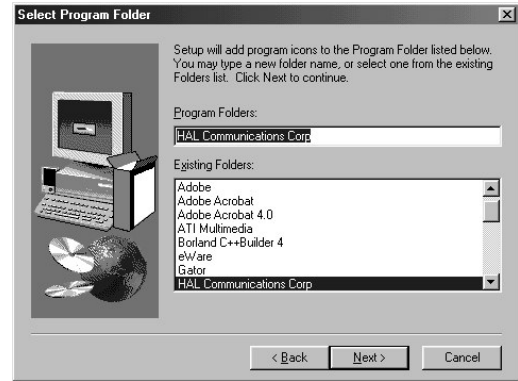 Select Program Folder
Setup will add program icons to the Program Folder listed below.
You may type a new folder name, or select one from the existing
Folders list. Click Next to continue.
Program Folders:
HAL Communications Corp
Existing Folders:
Adobe
Adobe Acrobat
Adobe Acrobat 4.0
ATI Multimedia
Borland C++Builder 4
eWare
Gator
HAL Communications Corp
< Back
Next >
Cancel